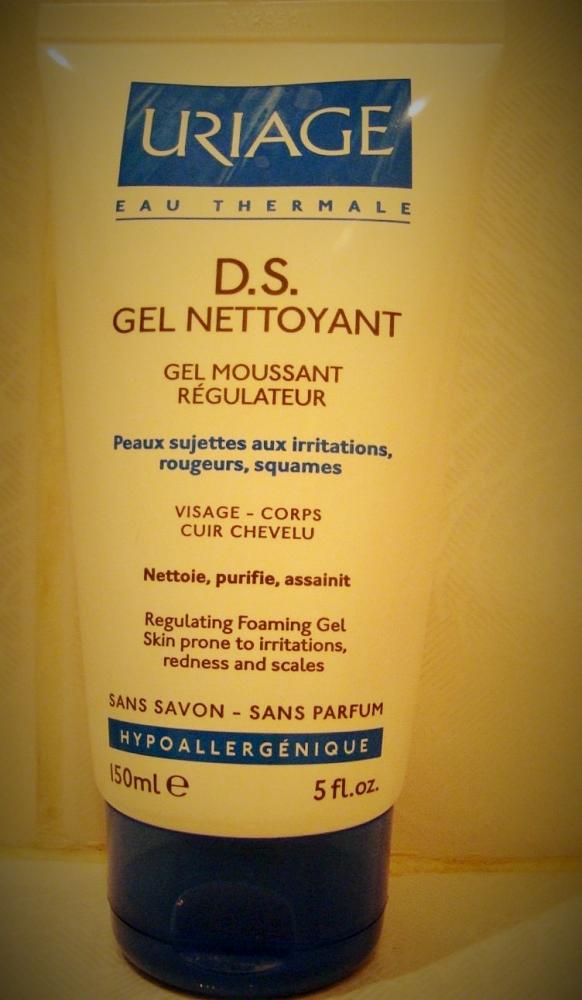 URIAGE
EAU THERMALE
D.S.
GEL NETTOYANT
GEL MOUSSANT
RÉGULATEUR
Peaux sujettes aux irritations,
rougeurs, squames
VISAGE - CORPS
CUIR CHEVELU
Nettoie, purifie, assainit
Regulating Foaming Gel
Skin prone to irritations,
redness and scales
SANS SAVON - SANS PARFUM
HYPOALLERGÉNIQUE
150ml e 5 fl.oz.